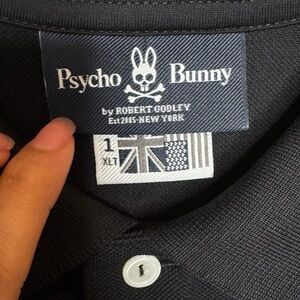 Psycho Bunny
by ROBERT GODLEY
Est 2005-NEW YORK
1
XLT